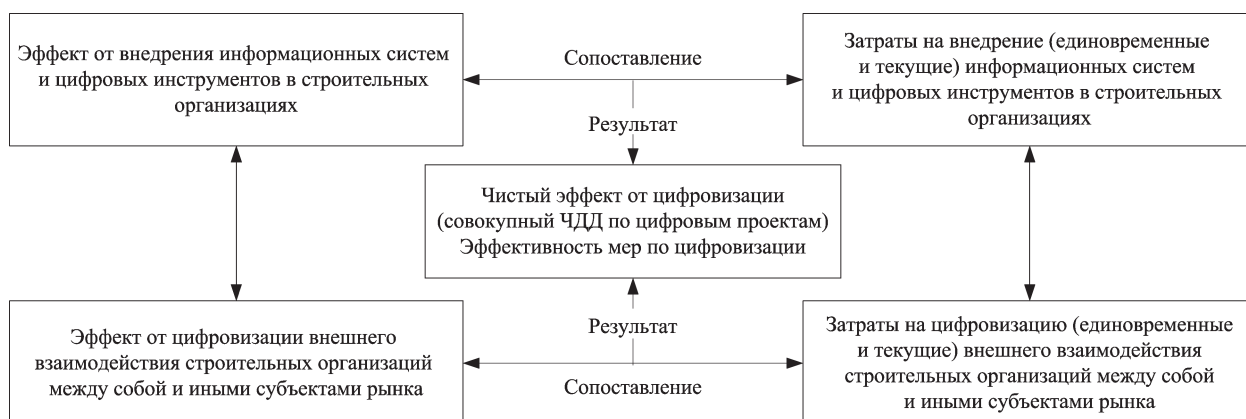 Эффект от внедрения информационных систем
и цифровых инструментов в строительных
организациях
Сопоставление
Затраты на внедрение (единовременные
и текущие) информационных систем
и цифровых инструментов в строительных
организациях
Результат
Чистый эффект от цифровизации
(совокупный ЧДД по цифровым проектам)
Эффективность мер по цифровизации
Эффект от цифровизации внешнего
взаимодействия строительных организаций
между собой и иными субъектами рынка
Результат
Сопоставление
Затраты на цифровизацию (единовременные
и текущие) внешнего взаимодействия
строительных организаций между собой
и иными субъектами рынка